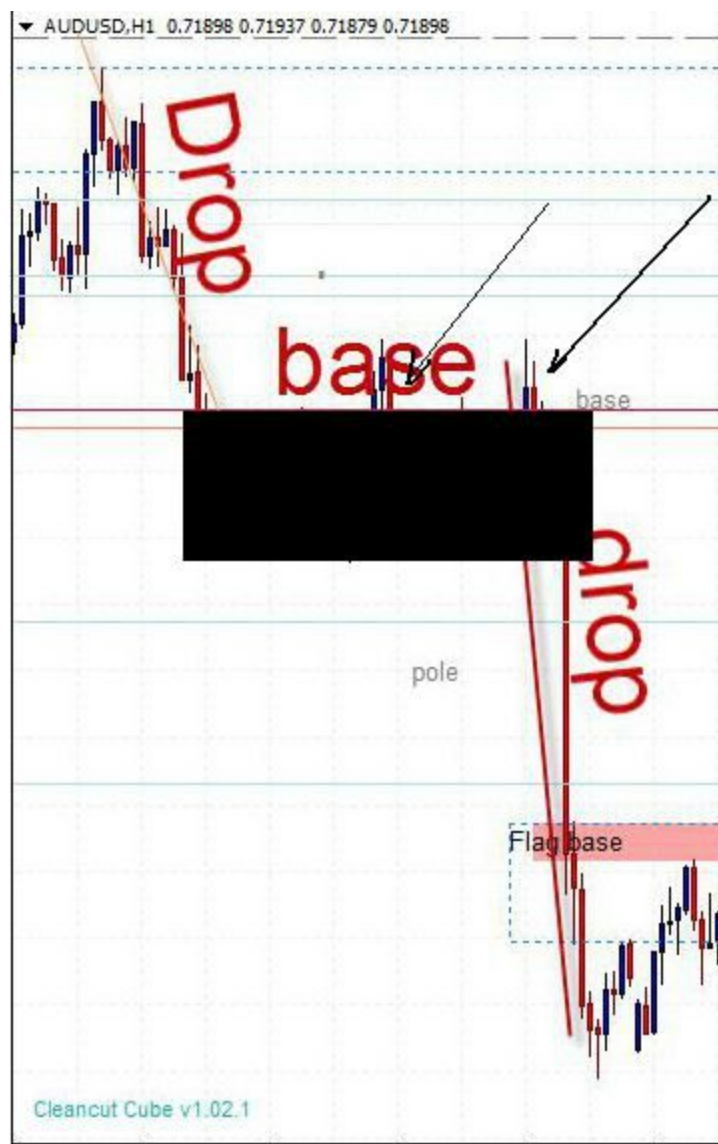 AUDUSD,H1 0.71898 0.71937 0.71879 0.71898
Drop
base
base
drop
pole
Flag base
Cleancut Cube v1.02.1